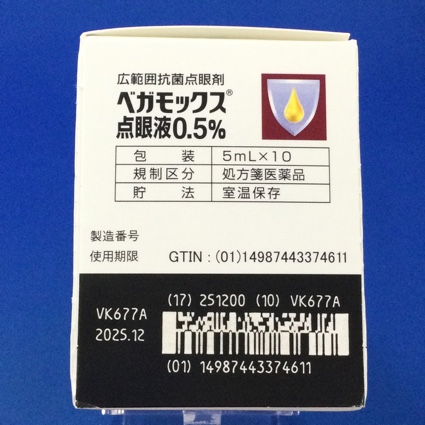 広範囲抗菌点眼剤
ベガモックス®
点眼液0.5%
包 装 5mL×10
規制区分 処方箋医薬品
貯 法 室温保存
製造番号
使用期限 GTIN : (01)14987443374611
(17) 251200 (10) VK677A
VK677A
2025.12
(01) 14987443374611